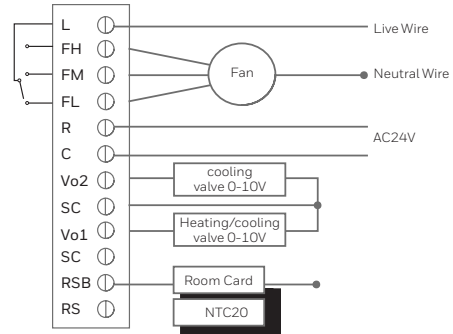 L
Live Wire
FH
FM
Fan
Neutral Wire
FL
R
AC24V
C
Vo2
cooling
valve 0-10V
SC
Vo1
Heating/cooling
valve 0-10V
SC
RSB
Room Card
RS
NTC20